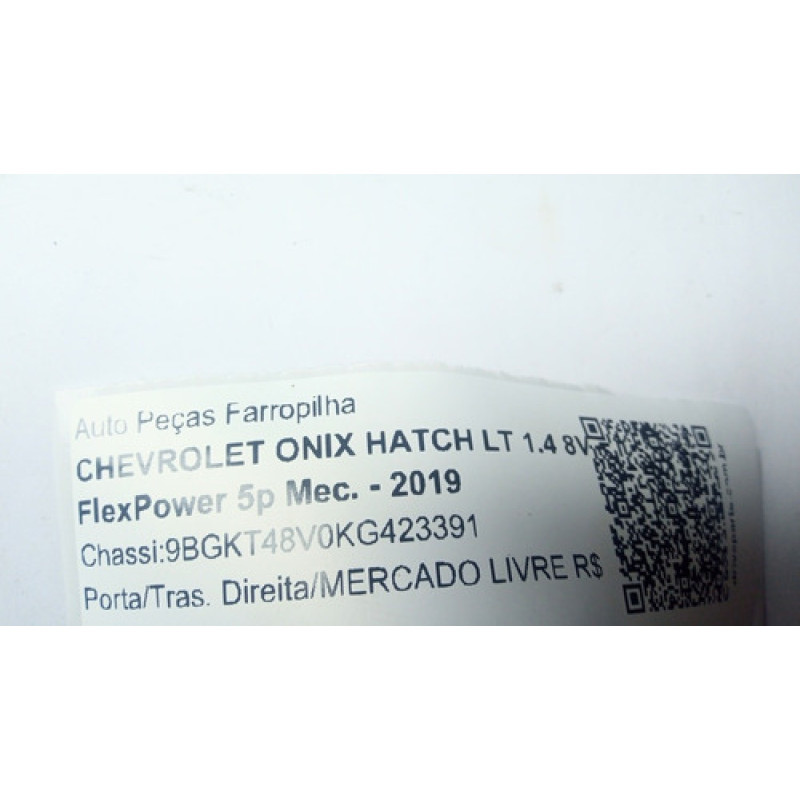 Auto Peças Farropilha
CHEVROLET ONIX HATCH LT 1.4 8V
FlexPower 5p Mec. - 2019
Chassi:9BGKT48V0KG423391
Porta/Tras. Direita/MERCADO LIVRE R$